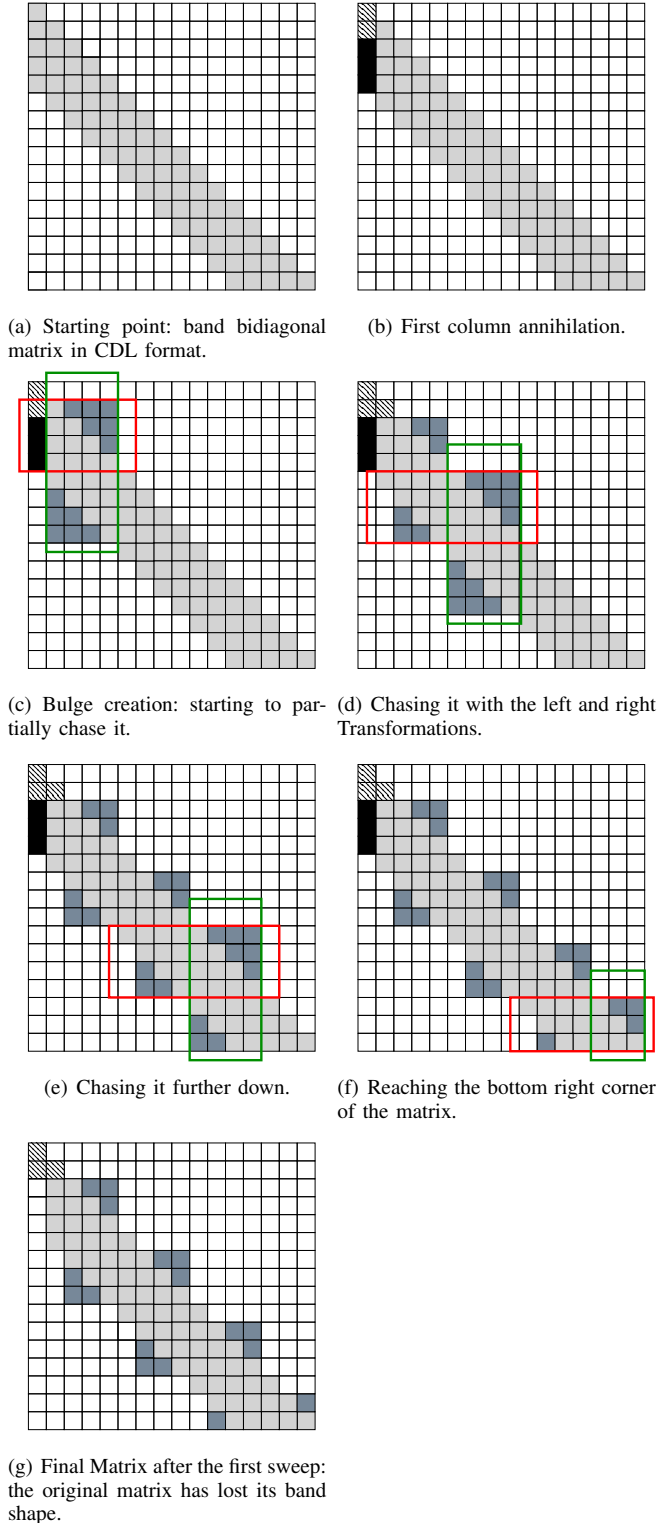 (a) Starting point: band bidiagonal
matrix in CDL format.
(b) First column annihilation.
(c) Bulge creation: starting to par-
tially chase it.
(d) Chasing it with the left and right
Transformations.
(e) Chasing it further down.
(f) Reaching the bottom right corner
of the matrix.
(g) Final Matrix after the first sweep:
the original matrix has lost its band
shape.